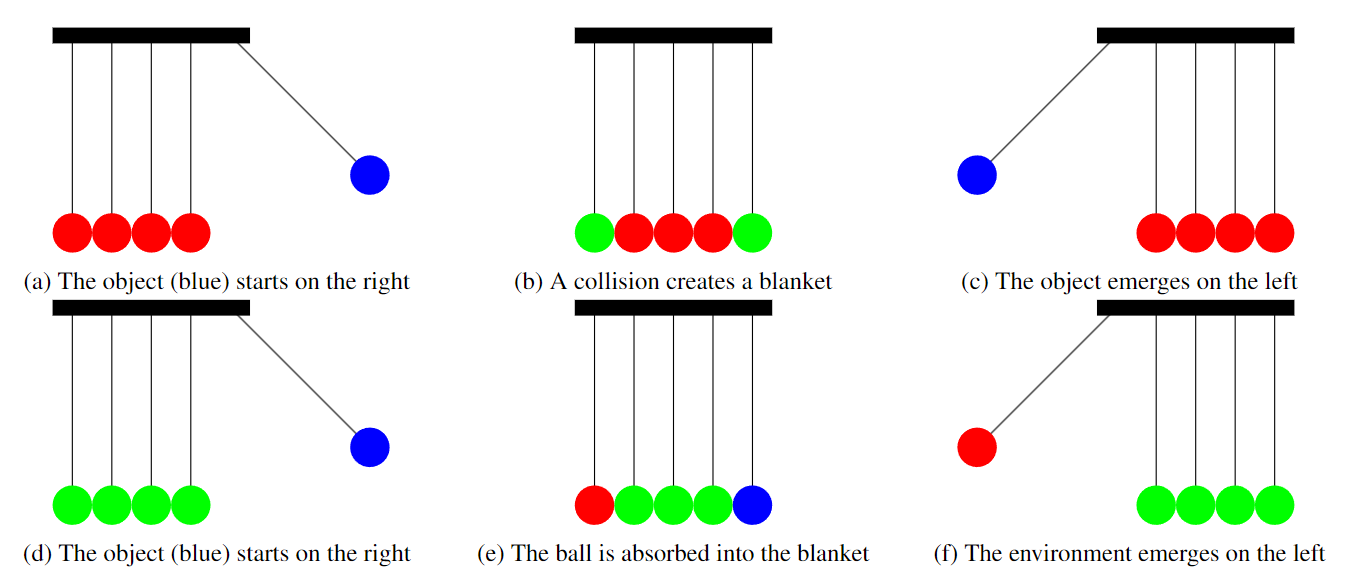 (a) The object (blue) starts on the right
(b) A collision creates a blanket
(c) The object emerges on the left
(d) The object (blue) starts on the right
(e) The ball is absorbed into the blanket
(f) The environment emerges on the left